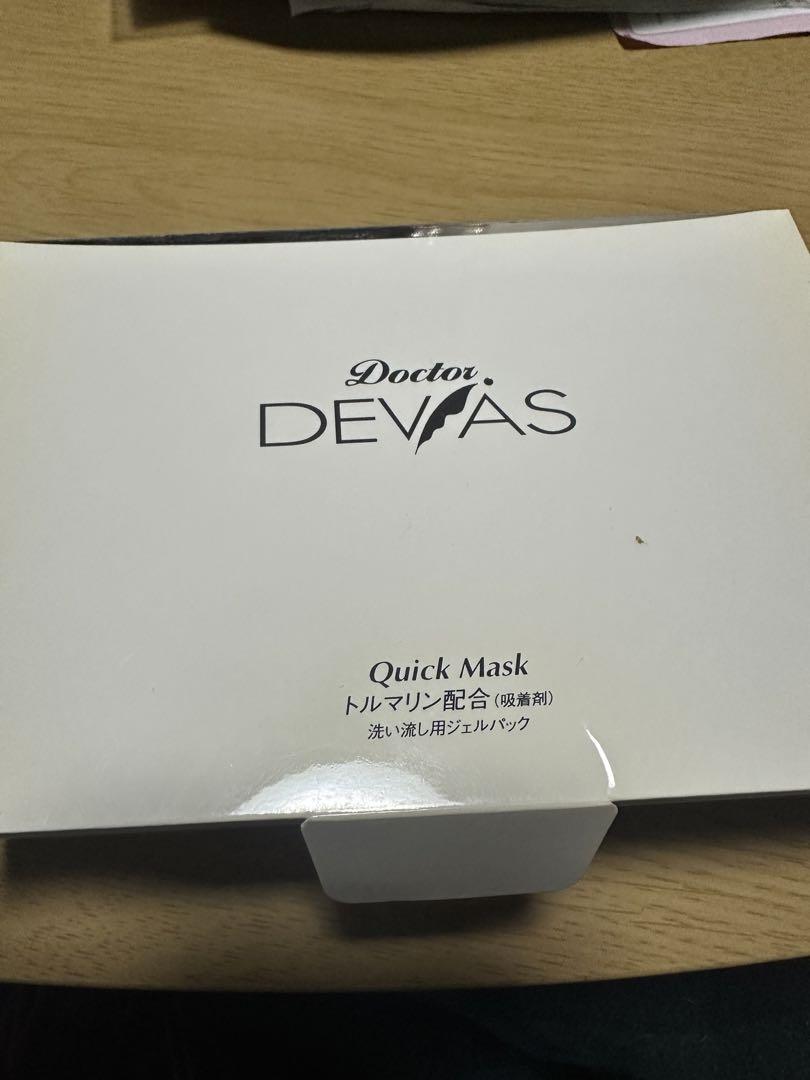 Doctor
DEVIAS
Quick Mask
トルマリン配合(吸着剤)
洗い流し用ジェルパック